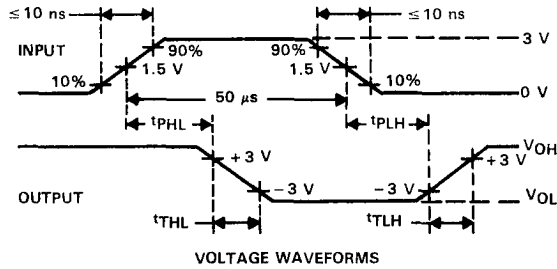 ≤10 ns ≤10 ns
INPUT 90% 90% 3 V
10% 1.5 V 1.5 V 10%
0 V
50 μs
tPHL tPLH
VOH
+3 V +3 V
OUTPUT −3 V −3 V
VOL
tTHL tTLH
VOLTAGE WAVEFORMS